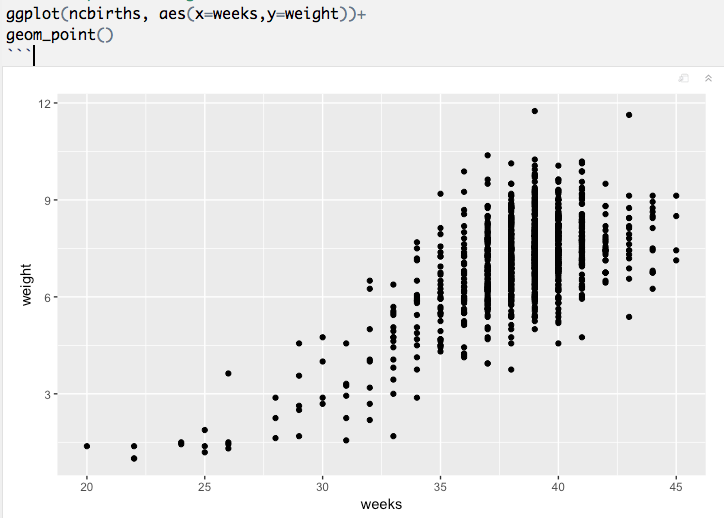 ggplot(ncbirths, aes(x=weeks,y=weight))+
geom_point()
```
12
9
6
3
weight
20 25 30 35 40 45
weeks